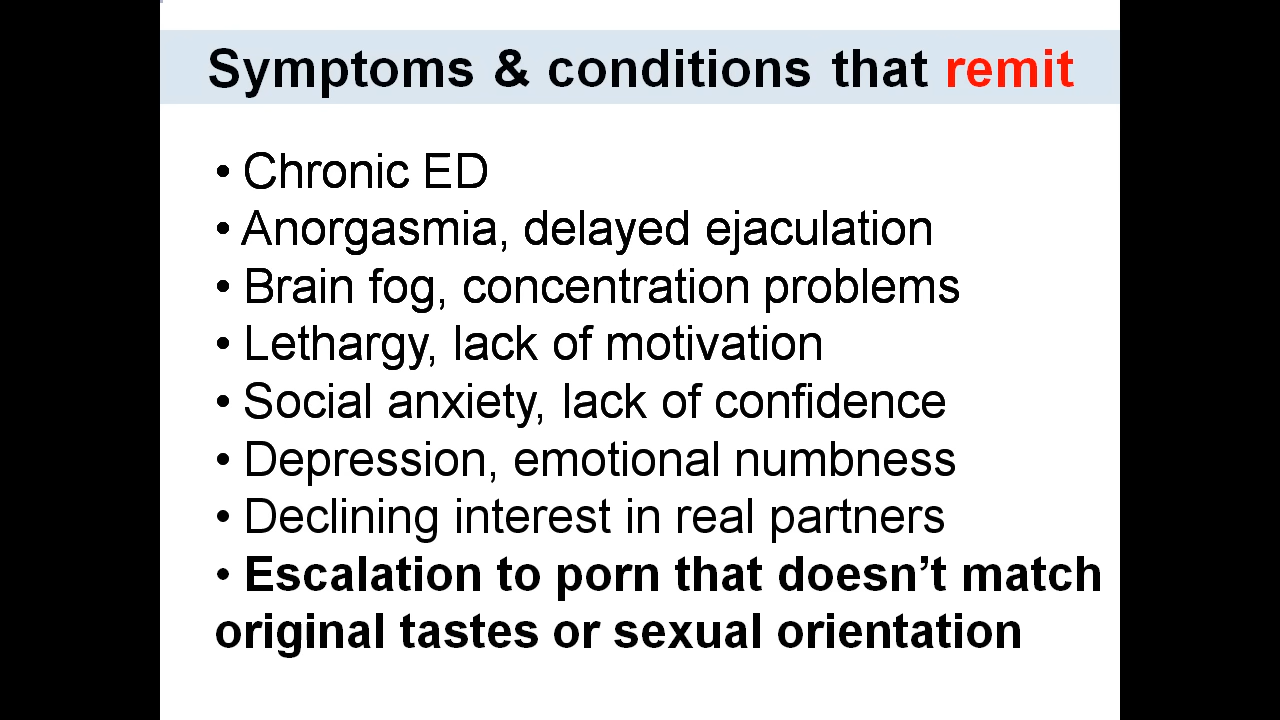 Symptoms & conditions that remit
• Chronic ED
• Anorgasmia, delayed ejaculation
• Brain fog, concentration problems
• Lethargy, lack of motivation
• Social anxiety, lack of confidence
• Depression, emotional numbness
• Declining interest in real partners
• Escalation to porn that doesn’t match
original tastes or sexual orientation